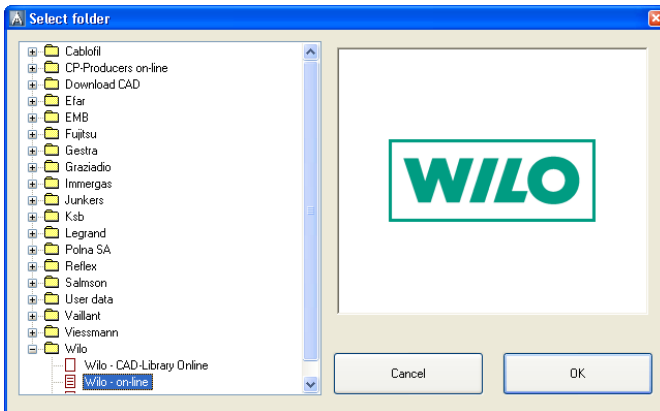 Select folder
Cablofil
CP-Producers on-line
Download CAD
Efar
EMB
Fujitsu
Gestra
Graziadio
Immergas
Junkers
Ksb
Legrand
Polna SA
Reflex
Salmson
User data
Vaillant
Viessmann
Wilo
Wilo - CAD-Library Online
Wilo - on-line
WILO
Cancel
OK